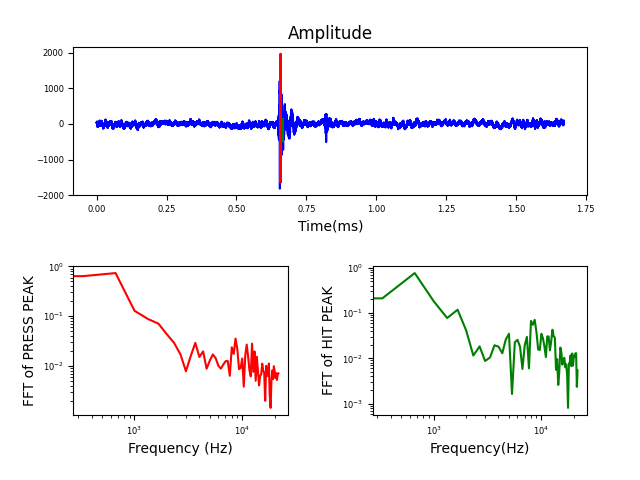 Amplitude
2000
1000
0
−1000
−2000
0.00 0.25 0.50 0.75 1.00 1.25 1.50 1.75
Time(ms)
FFT of PRESS PEAK
10⁰
10⁻¹
10⁻²
10³ 10⁴
Frequency (Hz)
FFT of HIT PEAK
10⁰
10⁻¹
10⁻²
10⁻³
10³ 10⁴
Frequency(Hz)